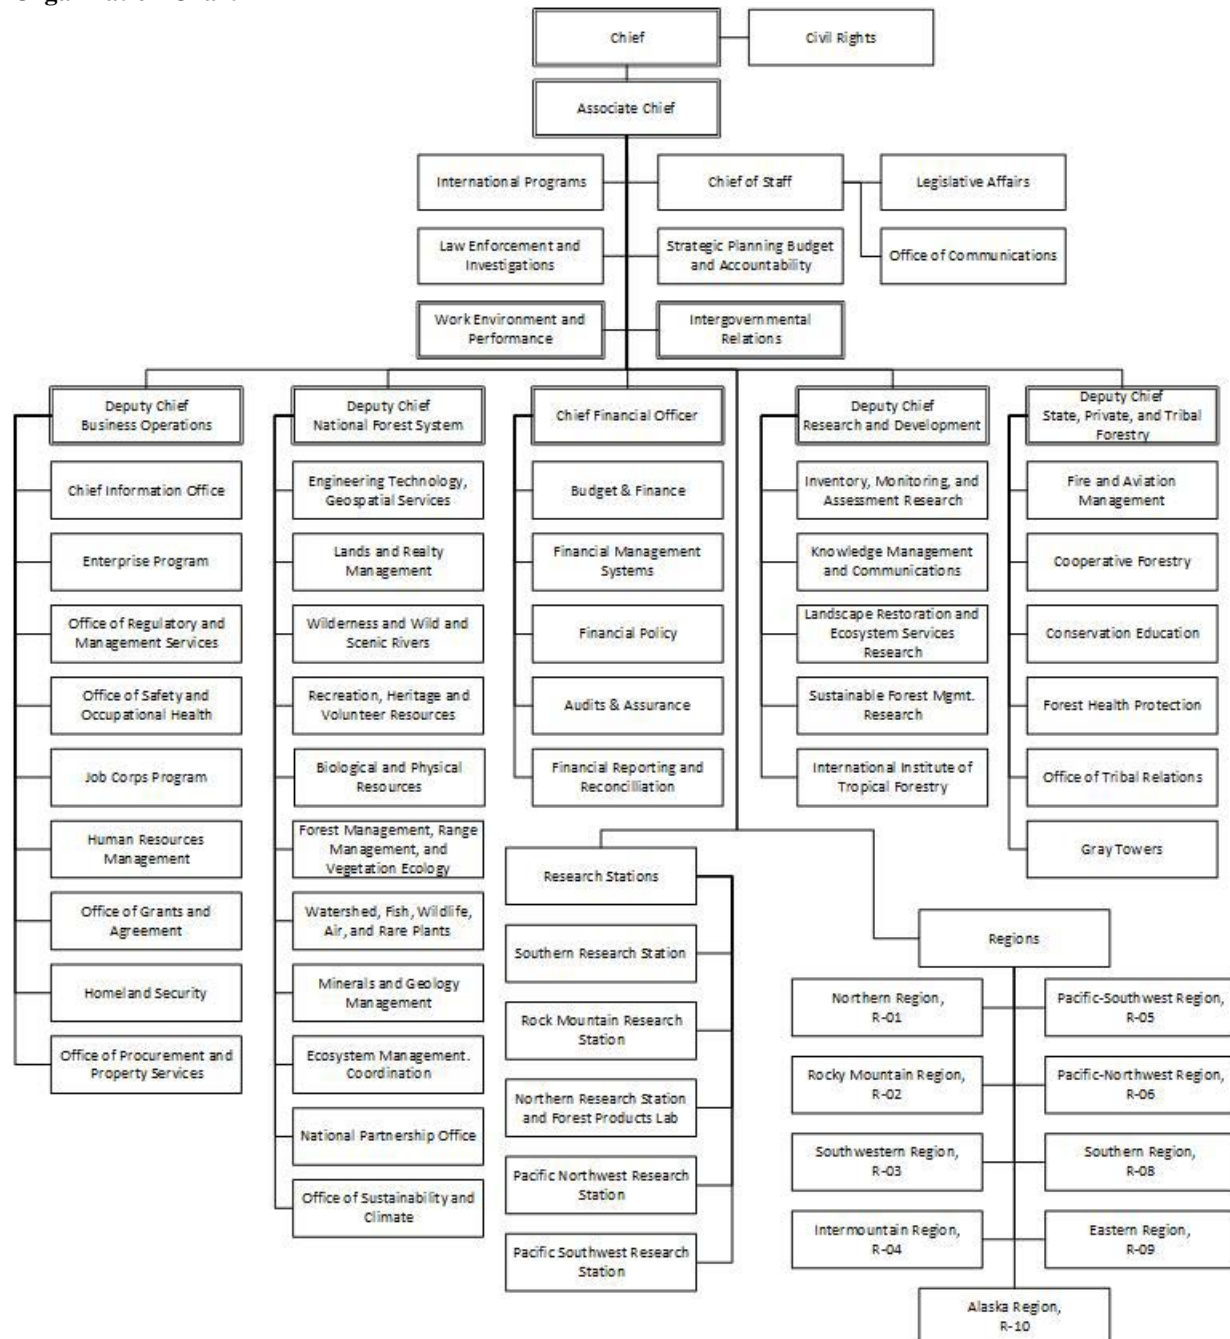 Chief
Civil Rights
Associate Chief
International Programs
Chief of Staff
Legislative Affairs
Law Enforcement and
Investigations
Strategic Planning Budget
and Accountability
Office of Communications
Work Environment and
Performance
Intergovernmental
Relations
Deputy Chief
Business Operations
Chief Information Office
Enterprise Program
Office of Regulatory and
Management Services
Office of Safety and
Occupational Health
Job Corps Program
Human Resources
Management
Office of Grants and
Agreement
Homeland Security
Office of Procurement and
Property Services
Deputy Chief
National Forest System
Engineering Technology,
Geospatial Services
Lands and Realty
Management
Wilderness and Wild and
Scenic Rivers
Recreation, Heritage and
Volunteer Resources
Biological and Physical
Resources
Forest Management, Range
Management, and
Vegetation Ecology
Watershed, Fish, Wildlife,
Air, and Rare Plants
Minerals and Geology
Management
Ecosystem Management.
Coordination
National Partnership Office
Office of Sustainability and
Climate
Chief Financial Officer
Budget & Finance
Financial Management
Systems
Financial Policy
Audits & Assurance
Financial Reporting and
Reconcilliation
Deputy Chief
Research and Development
Inventory, Monitoring, and
Assessment Research
Knowledge Management
and Communications
Landscape Restoration and
Ecosystem Services
Research
Sustainable Forest Mgmt.
Research
International Institute of
Tropical Forestry
Deputy Chief
State, Private, and Tribal
Forestry
Fire and Aviation
Management
Cooperative Forestry
Conservation Education
Forest Health Protection
Office of Tribal Relations
Gray Towers
Research Stations
Southern Research Station
Rock Mountain Research
Station
Northern Research Station
and Forest Products Lab
Pacific Northwest Research
Station
Pacific Southwest Research
Station
Regions
Northern Region,
R-01
Pacific-Southwest Region,
R-05
Rocky Mountain Region,
R-02
Pacific-Northwest Region,
R-06
Southwestern Region,
R-03
Southern Region,
R-08
Intermountain Region,
R-04
Eastern Region,
R-09
Alaska Region,
R-10